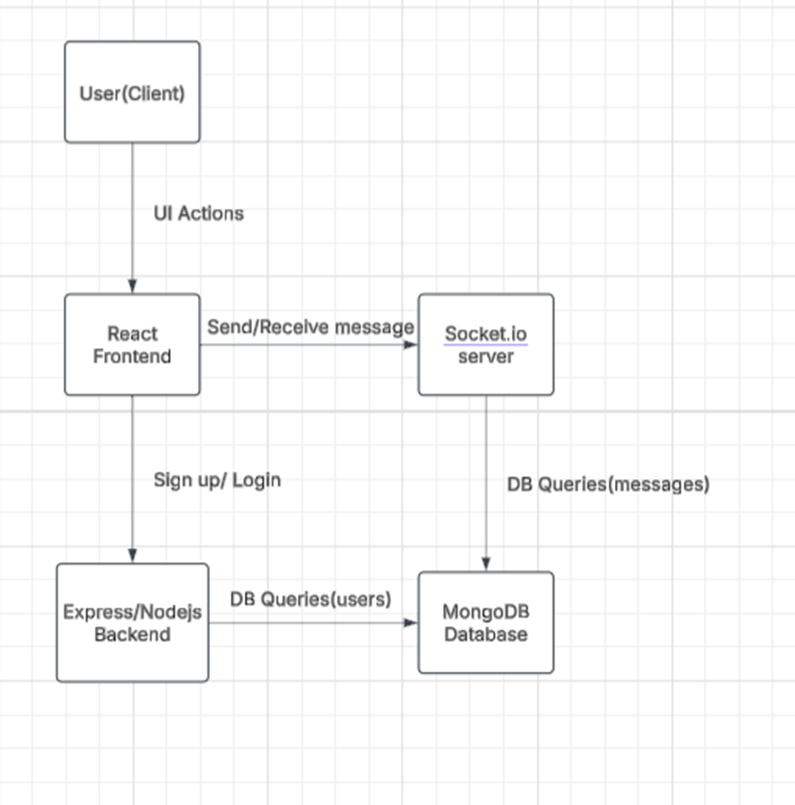 User(Client)
UI Actions
React
Frontend
Send/Receive message
Socket.io
server
Sign up/ Login
DB Queries(messages)
Express/Nodejs
Backend
DB Queries(users)
MongoDB
Database